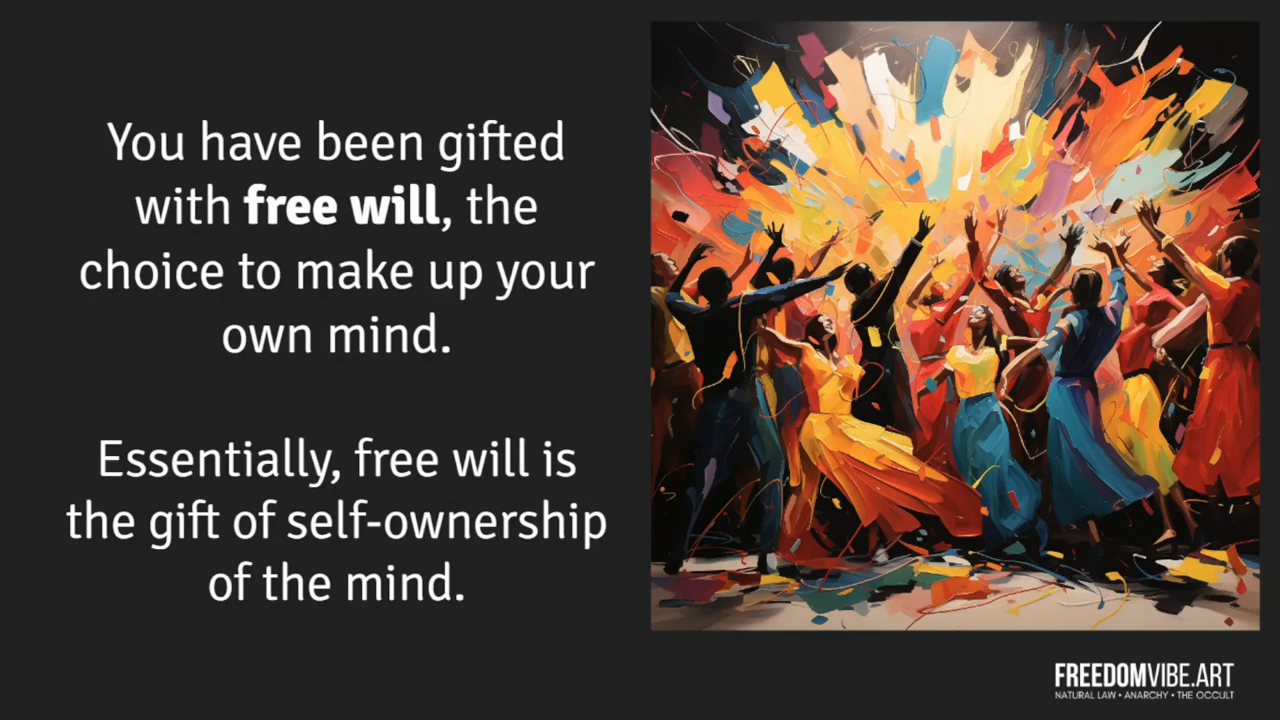 You have been gifted
with free will, the
choice to make up your
own mind.
Essentially, free will is
the gift of self-ownership
of the mind.
FREEDOMVIBE.ART
NATURAL LAW • ANARCHY • THE OCCULT